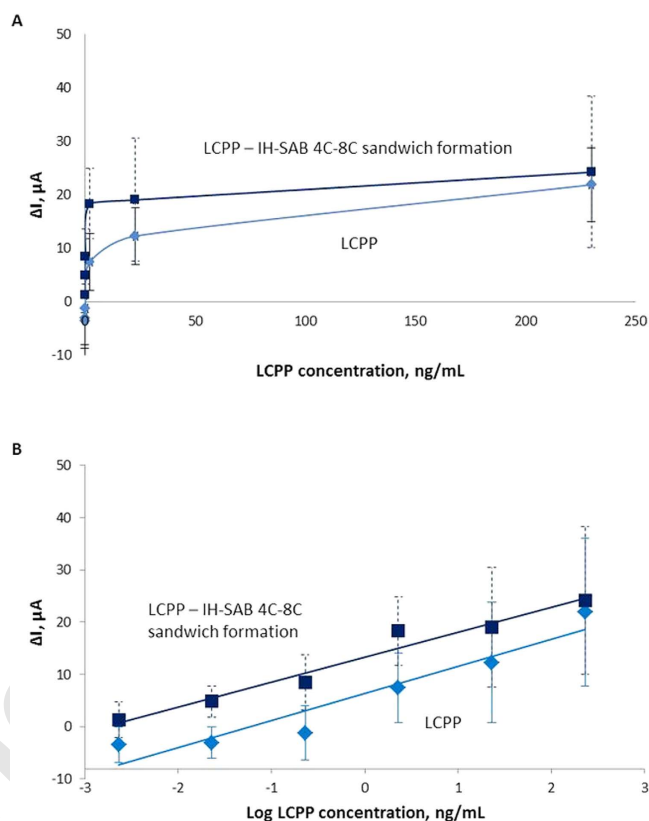 A
50
40
30
20
10
0
-10
ΔI, µA
LCPP – IH-SAB 4C-8C sandwich formation
LCPP
0
50
100
150
200
250
LCPP concentration, ng/mL
B
50
40
30
20
10
0
-10
ΔI, µA
LCPP – IH-SAB 4C-8C
sandwich formation
LCPP
-3
-2
-1
0
1
2
3
Log LCPP concentration, ng/mL